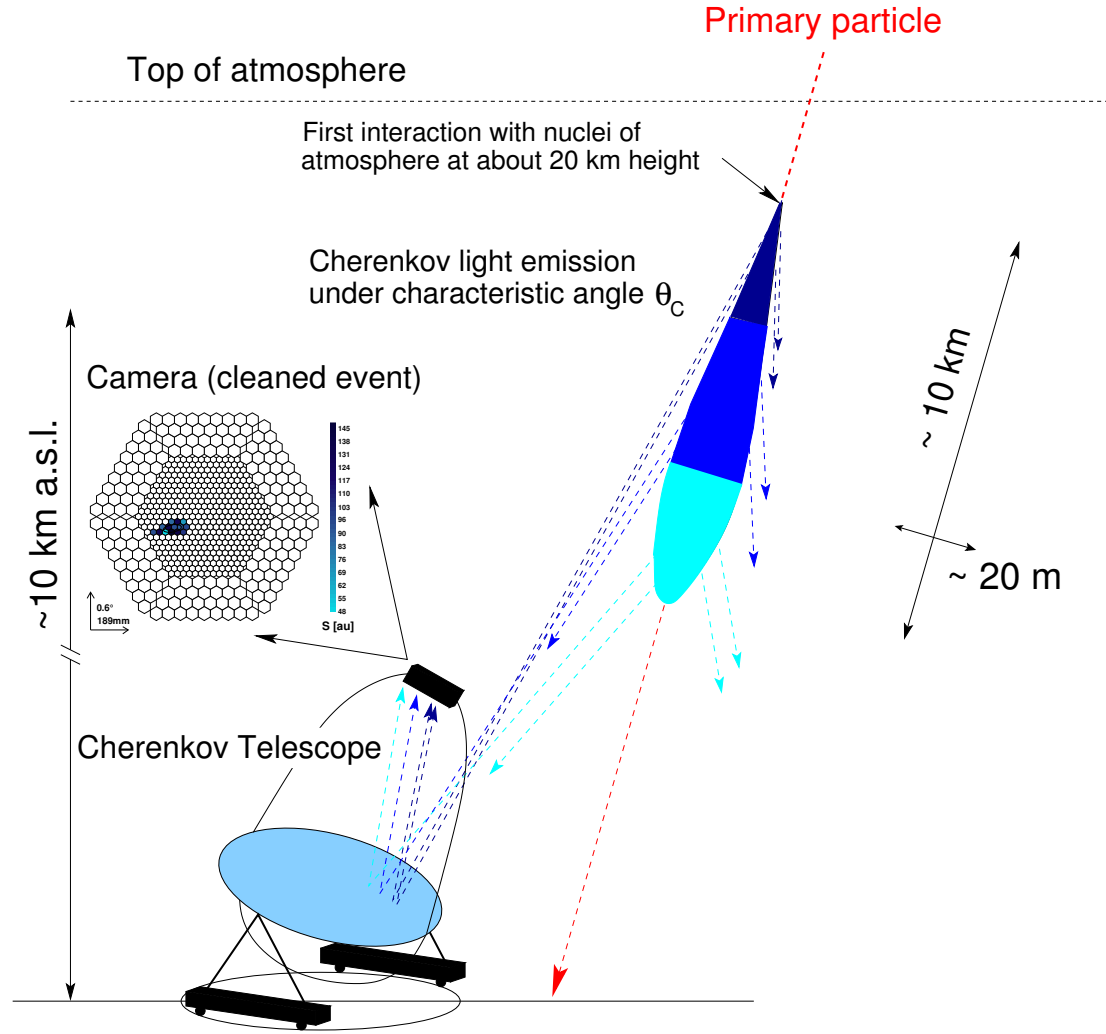 Primary particle
Top of atmosphere
First interaction with nuclei of
atmosphere at about 20 km height
Cherenkov light emission
under characteristic angle θC
~ 10 km
~ 20 m
~10 km a.s.l.
Camera (cleaned event)
145
138
131
124
117
110
103
96
90
83
76
69
62
55
48
S [au]
0.6°
189mm
Cherenkov Telescope